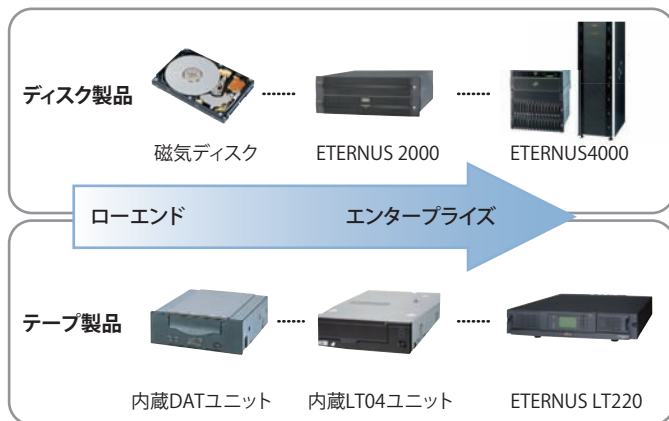 ディスク製品
磁気ディスク
ETERNUS 2000
ETERNUS4000
ローエンド
エンタープライズ
テープ製品
内蔵DATユニット
内蔵LT04ユニット
ETERNUS LT220